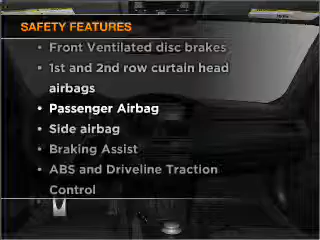 SAFETY FEATURES
• Front Ventilated disc brakes
• 1st and 2nd row curtain head
airbags
• Passenger Airbag
• Side airbag
• Braking Assist
• ABS and Driveline Traction
Control